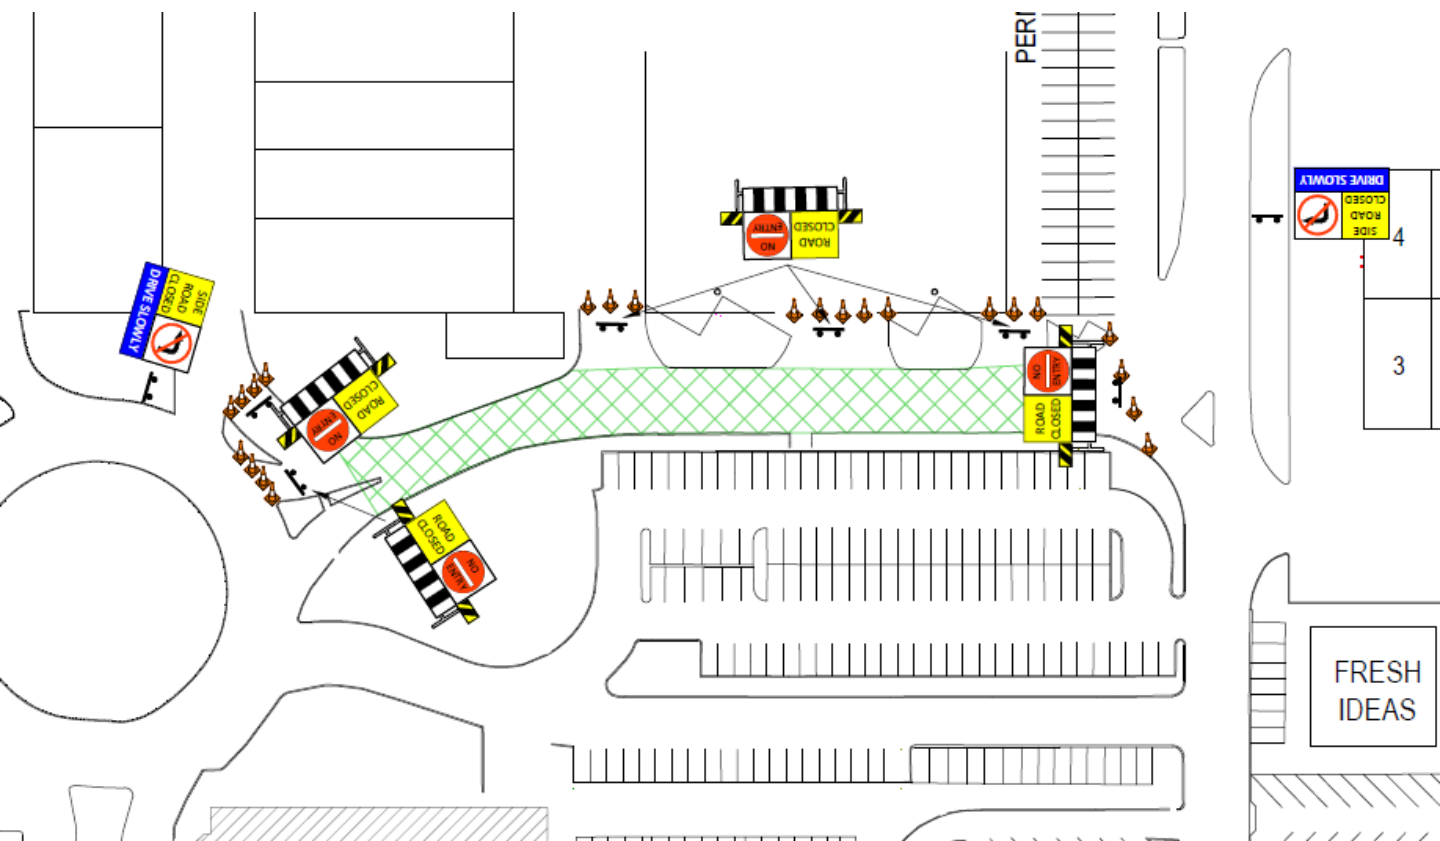 PERI
DRIVE SLOWLY
SIDE
ROAD
CLOSED
4
NO
ENTRY
ROAD
CLOSED
SIDE
ROAD
CLOSED
DRIVE SLOWLY
NO
ENTRY
ROAD
CLOSED
NO
ENTRY
ROAD
CLOSED
3
ROAD
CLOSED
NO
ENTRY
FRESH
IDEAS